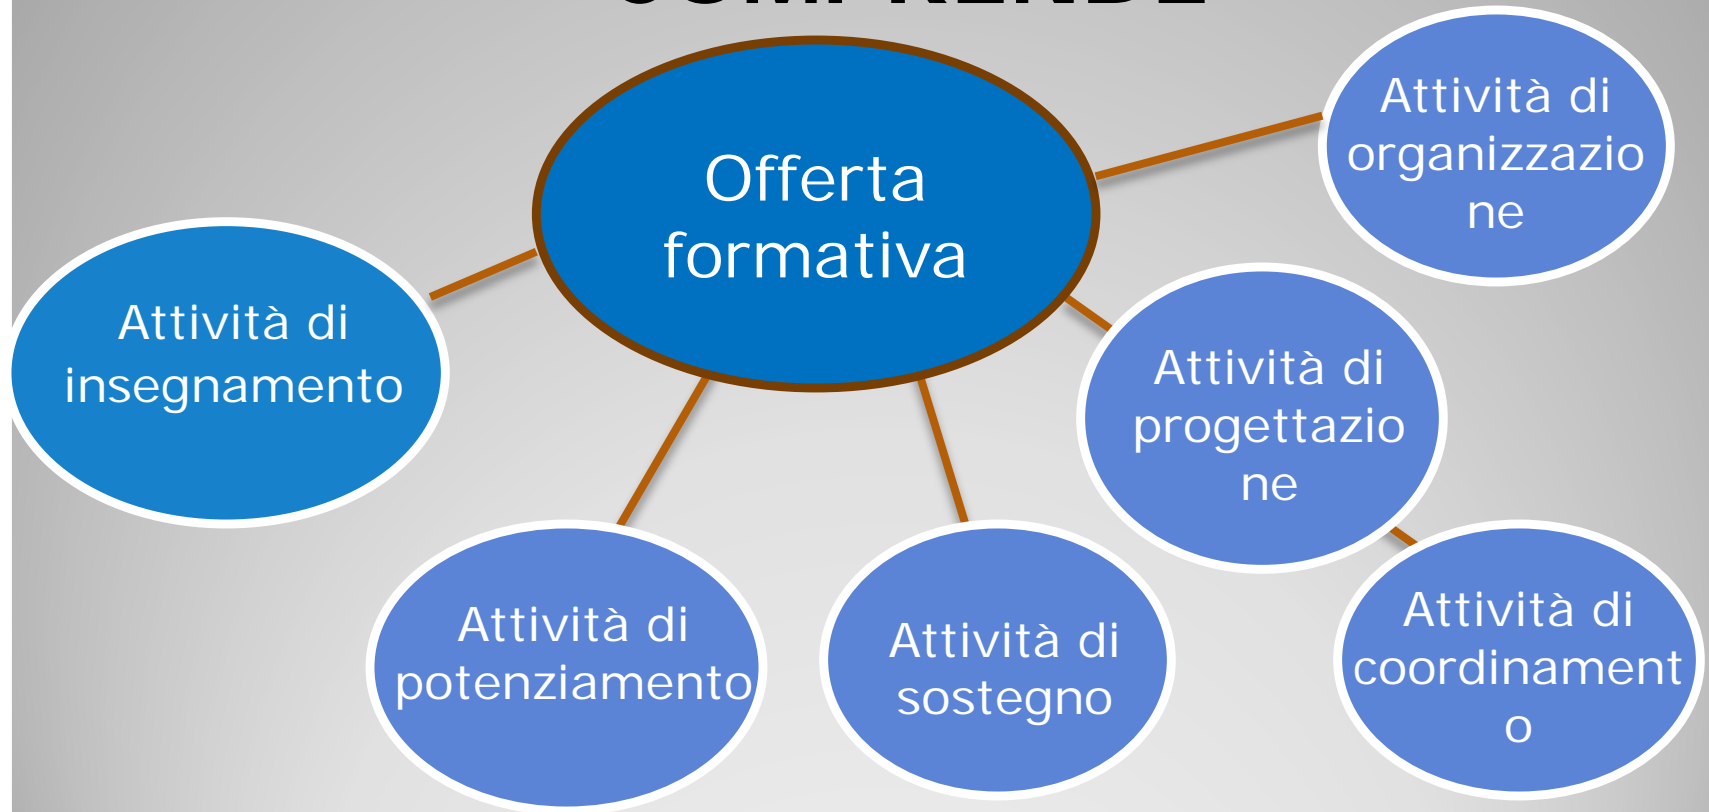 COMPRENDE
Offerta
formativa
Attività di
organizzazio
ne
Attività di
insegnamento
Attività di
progettazio
ne
Attività di
potenziamento
Attività di
sostegno
Attività di
coordinament
o